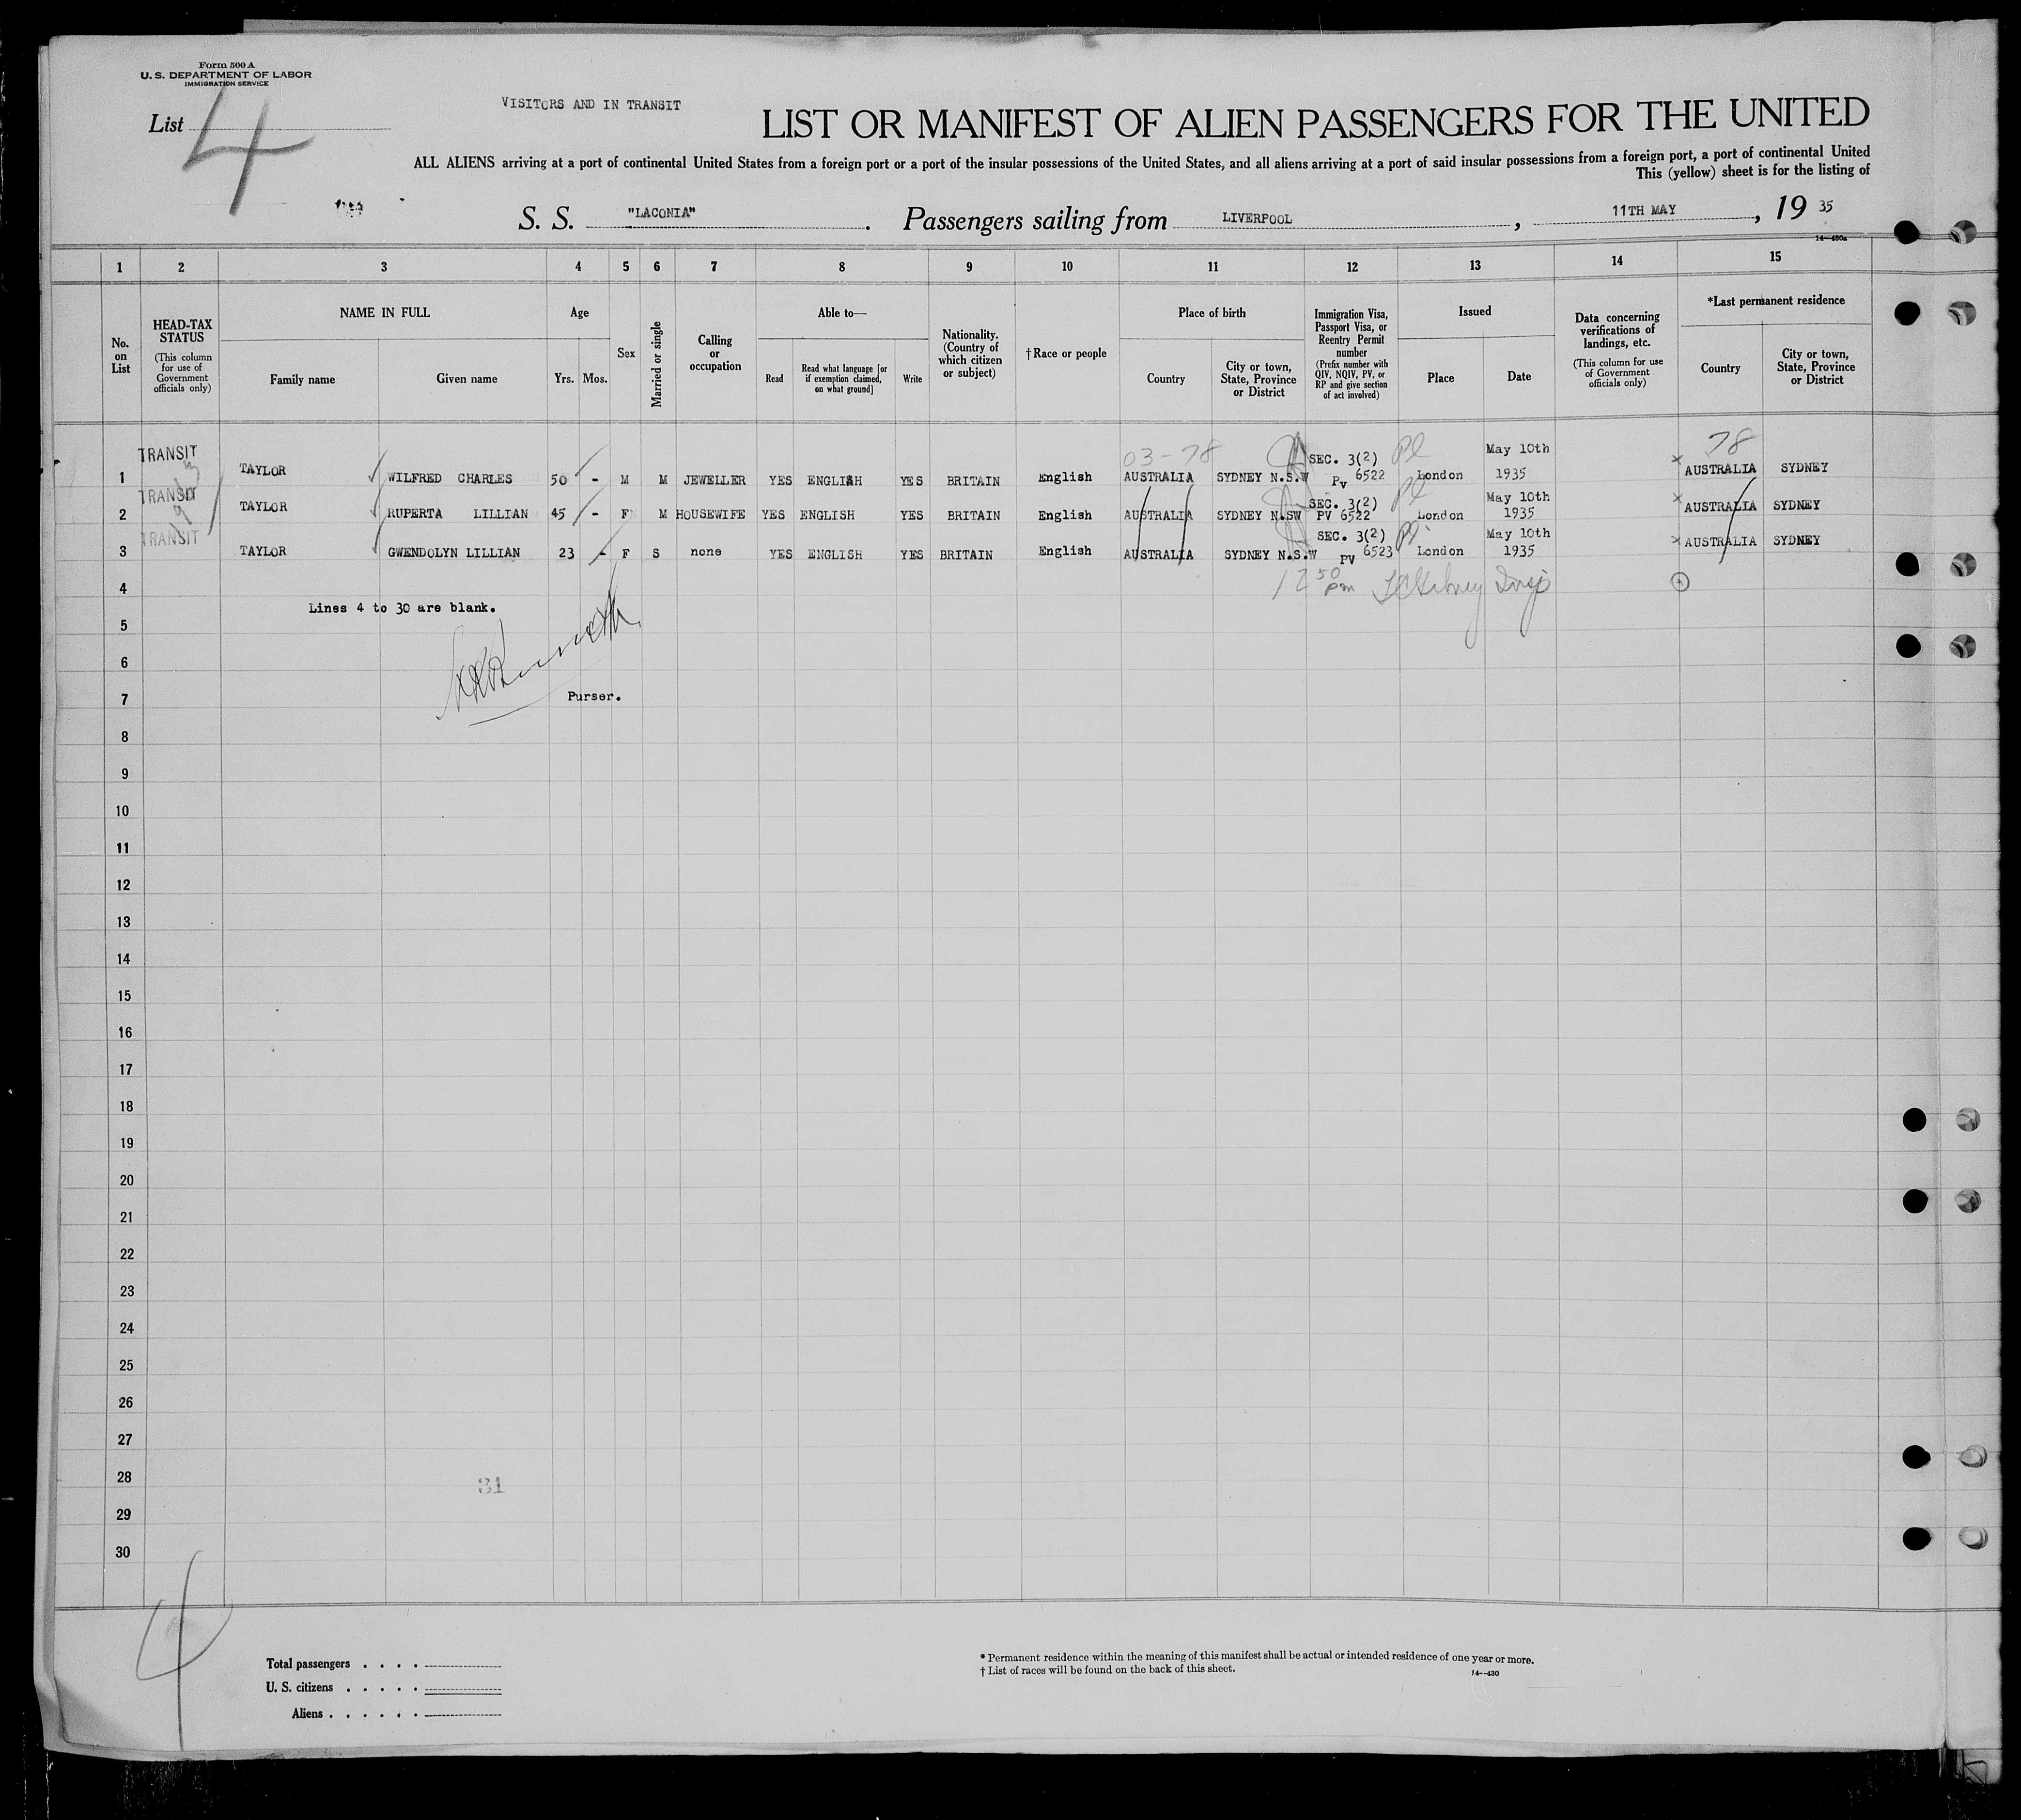 Form 500 A
U. S. DEPARTMENT OF LABOR
IMMIGRATION SERVICE
List 4
VISITORS AND IN TRANSIT
LIST OR MANIFEST OF ALIEN PASSENGERS FOR THE UNITED
ALL ALIENS arriving at a port of continental United States from a foreign port or a port of the insular possessions of the United States, and all aliens arriving at a port of said insular possessions from a foreign port, a port of continental United
This (yellow) sheet is for the listing of
S. S. "LACONIA" . Passengers sailing from LIVERPOOL , 11TH MAY , 19 35
14—430a
1 2 3 4 5 6 7 8 9 10 11 12 13 14 15
No. on List
HEAD-TAX STATUS
(This column for use of Government officials only)
NAME IN FULL
Family name
Given name
Age
Yrs. Mos.
Sex
Married or single
Calling or occupation
Able to—
Read
Read what language [or if exemption claimed, on what ground]
Write
Nationality. (Country of which citizen or subject)
† Race or people
Place of birth
Country
City or town, State, Province or District
Immigration Visa, Passport Visa, or Reentry Permit number
(Prefix number with QIV, NQIV, PV, or RP and give section of act involved)
Issued
Place
Date
Data concerning verifications of landings, etc.
(This column for use of Government officials only)
*Last permanent residence
Country
City or town, State, Province or District
03-78 78
TRANSIT SEC. 3(2) Pl May 10th
1 TAYLOR WILFRED CHARLES 50 - M M JEWELLER YES ENGLISH YES BRITAIN English AUSTRALIA SYDNEY N.S.W PV 6522 London 1935 AUSTRALIA SYDNEY
TRANSIT SEC. 3(2) Pl May 10th
2 TAYLOR RUPERTA LILLIAN 45 - F M HOUSEWIFE YES ENGLISH YES BRITAIN English AUSTRALIA SYDNEY N.SW PV 6522 London 1935 AUSTRALIA SYDNEY
TRANSIT SEC. 3(2) Pl May 10th
3 TAYLOR GWENDOLYN LILLIAN 23 - F S none YES ENGLISH YES BRITAIN English AUSTRALIA SYDNEY N.S.W PV 6523 London 1935 AUSTRALIA SYDNEY
4
12 50 pm Insp
Lines 4 to 30 are blank.
5
6
7
Purser.
8
9
10
11
12
13
14
15
16
17
18
19
20
21
22
23
24
25
26
27
28
31
29
30
4
Total passengers . . . .
U. S. citizens . . . . .
Aliens . . . . . .
* Permanent residence within the meaning of this manifest shall be actual or intended residence of one year or more.
† List of races will be found on the back of this sheet.
14—430